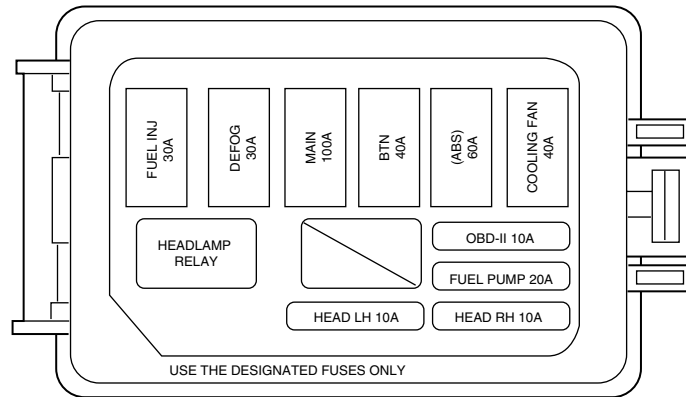 FUEL INJ
30A
DEFOG
30A
MAIN
100A
BTN
40A
(ABS)
60A
COOLING FAN
40A
HEADLAMP
RELAY
OBD-II 10A
FUEL PUMP 20A
HEAD LH 10A
HEAD RH 10A
USE THE DESIGNATED FUSES ONLY